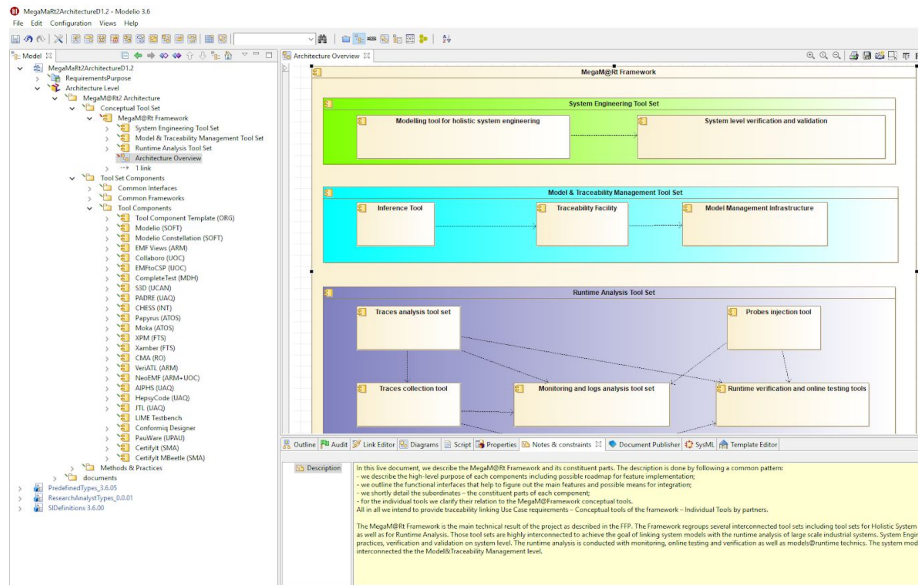 MegaMaRt2ArchitectureD1.2 - Modelio 3.6
File Edit Configuration Views Help
Model
MegaMaRt2ArchitectureD1.2
RequirementsPurpose
Architecture Level
MegaM@Rt2 Architecture
Conceptual Tool Set
MegaM@Rt Framework
System Engineering Tool Set
Model & Traceability Management Tool Set
Runtime Analysis Tool Set
Architecture Overview
1 link
Tool Set Components
Common Interfaces
Common Frameworks
Tool Components
Tool Component Template (ORG)
Modelio (SOFT)
Modelio Constellation (SOFT)
EMF Views (ARM)
Collaboro (UOC)
EMFtoCSP (UOC)
CompleteTest (MDH)
S3D (UCAN)
PADRE (UAQ)
CHESS (INT)
Papyrus (ATOS)
Moka (ATOS)
XPM (FTS)
Xamber (FTS)
CMA (RO)
VeriATL (ARM)
NeoEMF (ARM+UOC)
AIPHS (UAQ)
HepsyCode (UAQ)
JTL (UAQ)
LIME Testbench
Conformiq Designer
PauWare (UPAU)
CertifyIt (SMA)
CertifyIt MBeetle (SMA)
Methods & Practices
documents
PredefinedTypes_3.6.05
ResearchAnalystTypes_0.0.01
SIDefinitions 3.6.00
Architecture Overview
MegaM@Rt Framework
System Engineering Tool Set
Modelling tool for holistic system engineering
System level verification and validation
Model & Traceability Management Tool Set
Inference Tool
Traceability Facility
Model Management Infrastructure
Runtime Analysis Tool Set
Traces analysis tool set
Probes injection tool
Traces collection tool
Monitoring and logs analysis tool set
Runtime verification and online testing tools
Outline Audit Link Editor Diagrams Script Properties Notes & constraints Document Publisher SysML Template Editor
Description
In this live document, we describe the MegaM@Rt Framework and its constituent parts. The description is done by following a common pattern:
- we describe the high-level purpose of each components including possible roadmap for feature implementation;
- we outline the functional interfaces that help to figure out the main features and possible means for integration;
- we shortly detail the subordinates – the constituent parts of each component;
- for the individual tools we clarify their relation to the MegaM@Framework conceptual tools.
All in all we intend to provide traceability linking Use Case requirements – Conceptual tools of the framework – Individual Tools by partners.
The MegaM@Rt Framework is the main technical result of the project as described in the FFP. The Framework regroups several interconnected tool sets including tool sets for Holistic System
as well as for Runtime Analysis. Those tool sets are highly interconnected to achieve the goal of linking system models with the runtime analysis of large scale industrial systems. System Engin
practices, verification and validation on system level. The runtime analysis is conducted with monitoring, online testing and verification as well as models@runtime technics. The system mod
interconnected the the Model&Traceability Management level.